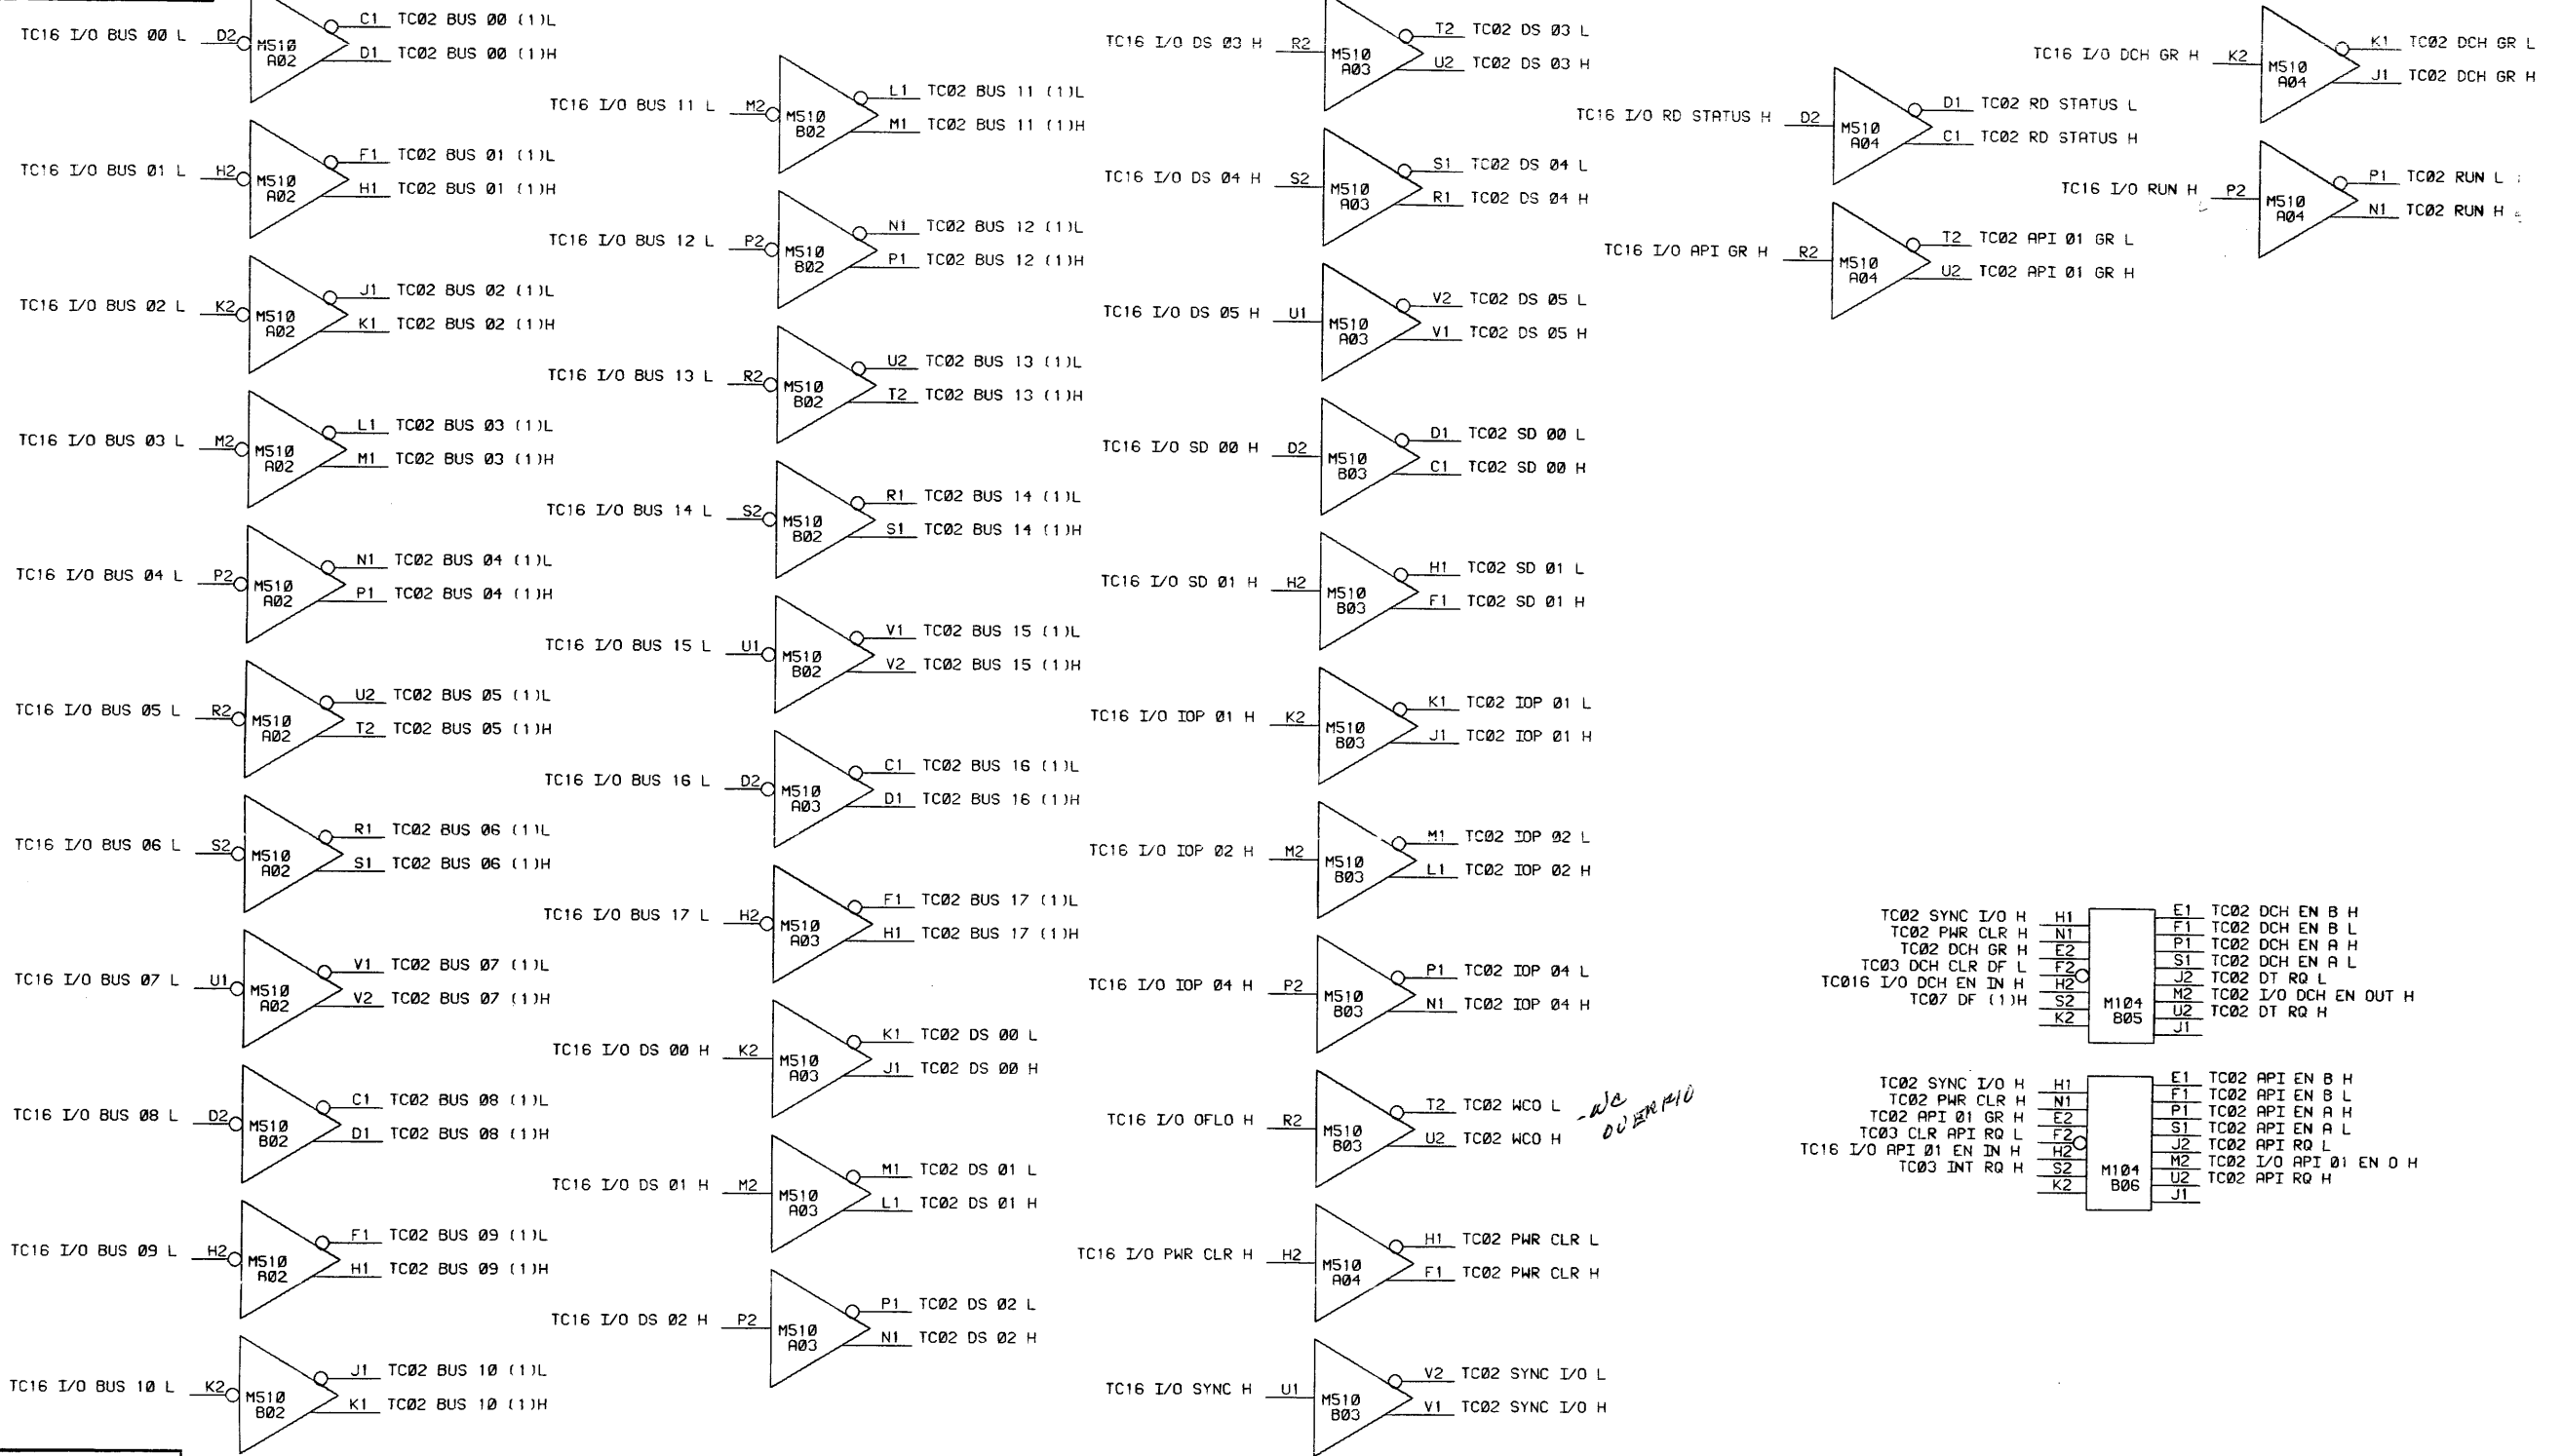 TC16 I/O BUS 00 L D2 M510 A02 C1 TC02 BUS 00 (1)L
D1 TC02 BUS 00 (1)H
TC16 I/O BUS 01 L H2 M510 A02 F1 TC02 BUS 01 (1)L
H1 TC02 BUS 01 (1)H
TC16 I/O BUS 02 L K2 M510 A02 J1 TC02 BUS 02 (1)L
K1 TC02 BUS 02 (1)H
TC16 I/O BUS 03 L M2 M510 A02 L1 TC02 BUS 03 (1)L
M1 TC02 BUS 03 (1)H
TC16 I/O BUS 04 L P2 M510 A02 N1 TC02 BUS 04 (1)L
P1 TC02 BUS 04 (1)H
TC16 I/O BUS 05 L R2 M510 A02 U2 TC02 BUS 05 (1)L
T2 TC02 BUS 05 (1)H
TC16 I/O BUS 06 L S2 M510 A02 R1 TC02 BUS 06 (1)L
S1 TC02 BUS 06 (1)H
TC16 I/O BUS 07 L U1 M510 A02 V1 TC02 BUS 07 (1)L
V2 TC02 BUS 07 (1)H
TC16 I/O BUS 08 L D2 M510 B02 C1 TC02 BUS 08 (1)L
D1 TC02 BUS 08 (1)H
TC16 I/O BUS 09 L H2 M510 B02 F1 TC02 BUS 09 (1)L
H1 TC02 BUS 09 (1)H
TC16 I/O BUS 10 L K2 M510 B02 J1 TC02 BUS 10 (1)L
K1 TC02 BUS 10 (1)H
TC16 I/O BUS 11 L M2 M510 B02 L1 TC02 BUS 11 (1)L
M1 TC02 BUS 11 (1)H
TC16 I/O BUS 12 L P2 M510 B02 N1 TC02 BUS 12 (1)L
P1 TC02 BUS 12 (1)H
TC16 I/O BUS 13 L R2 M510 B02 U2 TC02 BUS 13 (1)L
T2 TC02 BUS 13 (1)H
TC16 I/O BUS 14 L S2 M510 B02 R1 TC02 BUS 14 (1)L
S1 TC02 BUS 14 (1)H
TC16 I/O BUS 15 L U1 M510 B02 V1 TC02 BUS 15 (1)L
V2 TC02 BUS 15 (1)H
TC16 I/O BUS 16 L D2 M510 A03 C1 TC02 BUS 16 (1)L
D1 TC02 BUS 16 (1)H
TC16 I/O BUS 17 L H2 M510 A03 F1 TC02 BUS 17 (1)L
H1 TC02 BUS 17 (1)H
TC16 I/O DS 00 H K2 M510 A03 K1 TC02 DS 00 L
J1 TC02 DS 00 H
TC16 I/O DS 01 H M2 M510 A03 M1 TC02 DS 01 L
L1 TC02 DS 01 H
TC16 I/O DS 02 H P2 M510 A03 P1 TC02 DS 02 L
N1 TC02 DS 02 H
TC16 I/O DS 03 H R2 M510 A03 T2 TC02 DS 03 L
U2 TC02 DS 03 H
TC16 I/O DS 04 H S2 M510 A03 S1 TC02 DS 04 L
R1 TC02 DS 04 H
TC16 I/O DS 05 H U1 M510 A03 V2 TC02 DS 05 L
V1 TC02 DS 05 H
TC16 I/O SD 00 H D2 M510 B03 D1 TC02 SD 00 L
C1 TC02 SD 00 H
TC16 I/O SD 01 H H2 M510 B03 H1 TC02 SD 01 L
F1 TC02 SD 01 H
TC16 I/O IOP 01 H K2 M510 B03 K1 TC02 IOP 01 L
J1 TC02 IOP 01 H
TC16 I/O IOP 02 H M2 M510 B03 M1 TC02 IOP 02 L
L1 TC02 IOP 02 H
TC16 I/O IOP 04 H P2 M510 B03 P1 TC02 IOP 04 L
N1 TC02 IOP 04 H
TC16 I/O OFLO H R2 M510 B03 T2 TC02 WCO L
U2 TC02 WCO H
TC16 I/O PWR CLR H H2 M510 A04 H1 TC02 PWR CLR L
F1 TC02 PWR CLR H
TC16 I/O SYNC H U1 M510 B03 V2 TC02 SYNC I/O L
V1 TC02 SYNC I/O H
TC16 I/O RD STATUS H D2 M510 A04 D1 TC02 RD STATUS L
C1 TC02 RD STATUS H
TC16 I/O API GR H R2 M510 A04 T2 TC02 API 01 GR L
U2 TC02 API 01 GR H
TC16 I/O DCH GR H K2 M510 A04 K1 TC02 DCH GR L
J1 TC02 DCH GR H
TC16 I/O RUN H P2 M510 A04 P1 TC02 RUN L
N1 TC02 RUN H
TC02 SYNC I/O H H1 E1 TC02 DCH EN B H
TC02 PWR CLR H N1 F1 TC02 DCH EN B L
TC02 DCH GR H E2 P1 TC02 DCH EN A H
TC03 DCH CLR DF L F2 S1 TC02 DCH EN A L
TC016 I/O DCH EN IN H H2 J2 TC02 DT RQ L
TC07 DF (1)H S2 M104 M2 TC02 I/O DCH EN OUT H
K2 B05 U2 TC02 DT RQ H
J1
TC02 SYNC I/O H H1 E1 TC02 API EN B H
TC02 PWR CLR H N1 F1 TC02 API EN B L
TC02 API 01 GR H E2 P1 TC02 API EN A H
TC03 CLR API RQ L F2 S1 TC02 API EN A L
TC16 I/O API 01 EN IN H H2 J2 TC02 API RQ L
TC03 INT RQ H S2 M104 M2 TC02 I/O API 01 EN O H
K2 B06 U2 TC02 API RQ H
J1